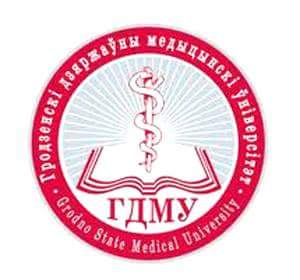 Гродзенскі дзяржаўны медыцынскі ўніверсітэт
ГДМУ
Grodno State Medical University